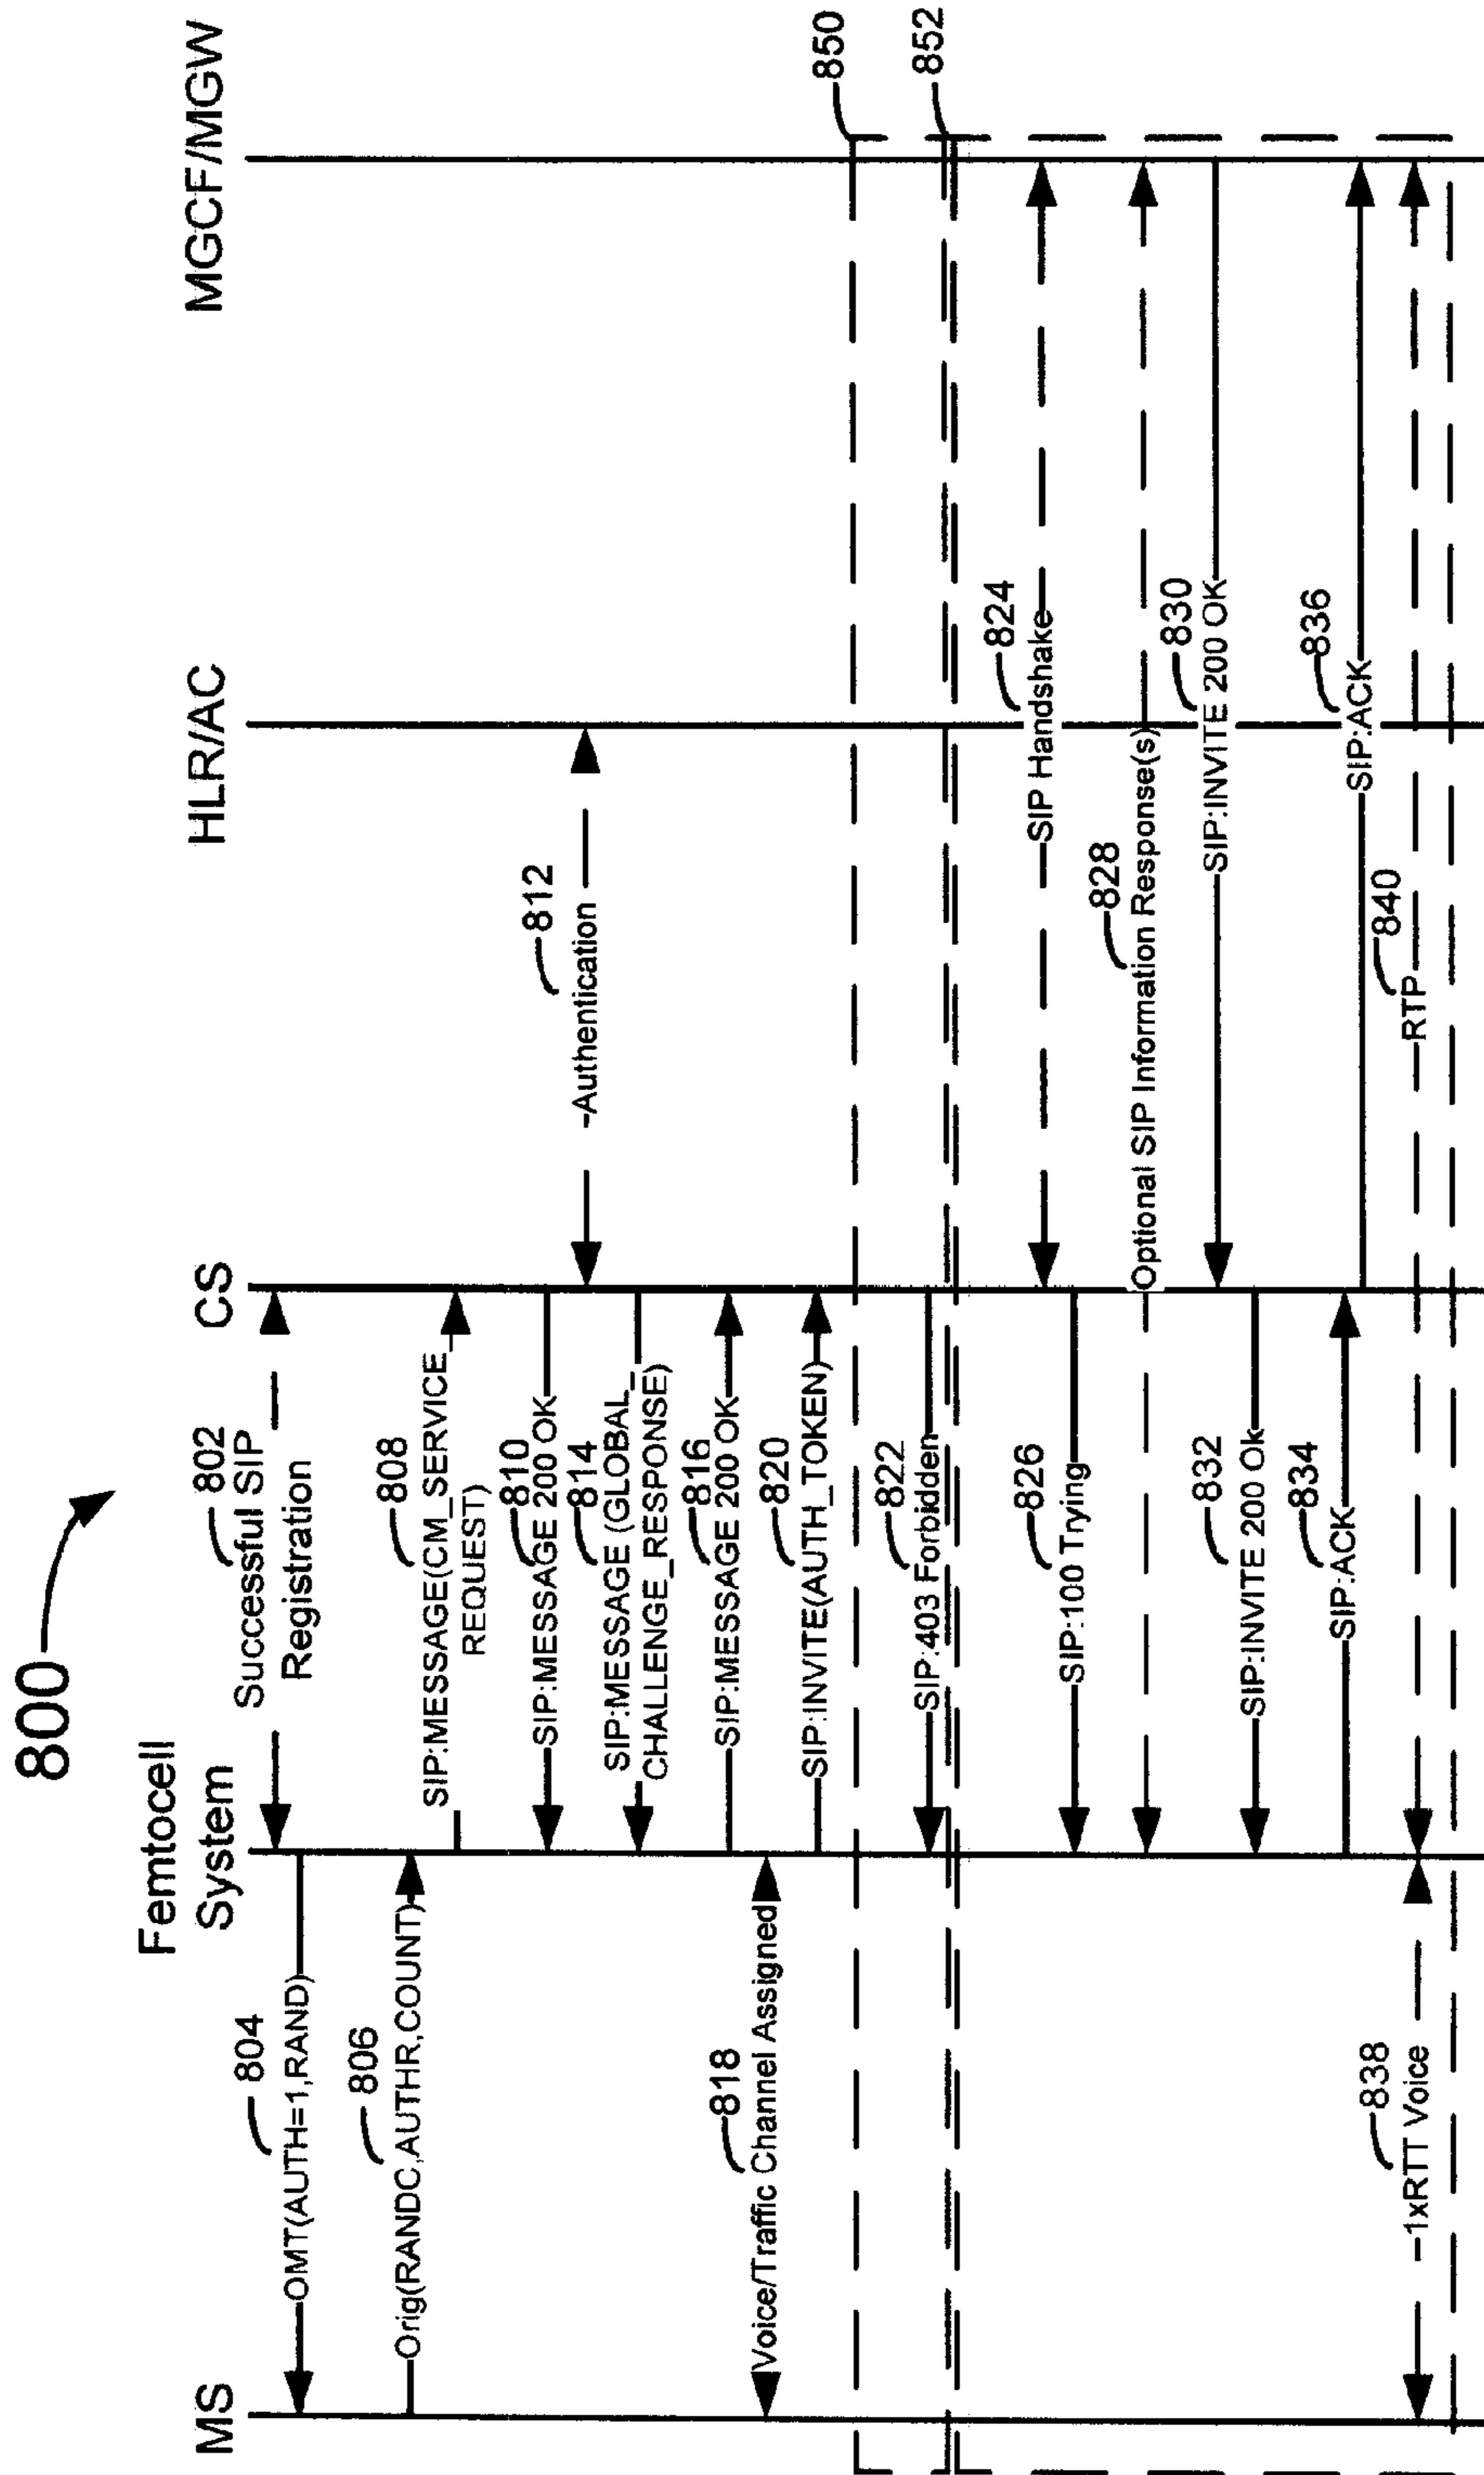 800
MS
Femtocell
System
CS
HLR/AC
MGCF/MGW
802
Successful SIP
Registration
804
OMT(AUTH=1,RAND)
806
Orig(RANDC,AUTHR,COUNT)
808
SIP:MESSAGE(CM_SERVICE_
REQUEST)
810
SIP:MESSAGE 200 OK
812
Authentication
814
SIP:MESSAGE (GLOBAL_
CHALLENGE_RESPONSE)
816
SIP:MESSAGE 200 OK
818
Voice/Traffic Channel Assigned
820
SIP:INVITE(AUTH_TOKEN)
850
822
SIP:403 Forbidden
852
824
SIP Handshake
826
SIP:100 Trying
828
Optional SIP Information Response(s)
830
SIP:INVITE 200 OK
832
SIP:INVITE 200 Ok
834
SIP:ACK
836
SIP:ACK
838
1xRTT Voice
840
RTP